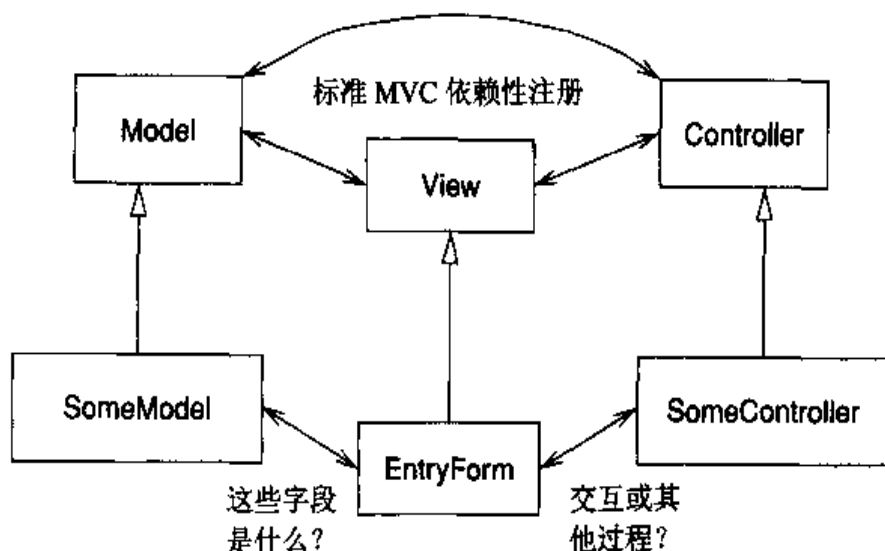 标准 MVC 依赖性注册
Model
View
Controller
SomeModel
EntryForm
SomeController
这些字段
是什么？
交互或其
他过程？